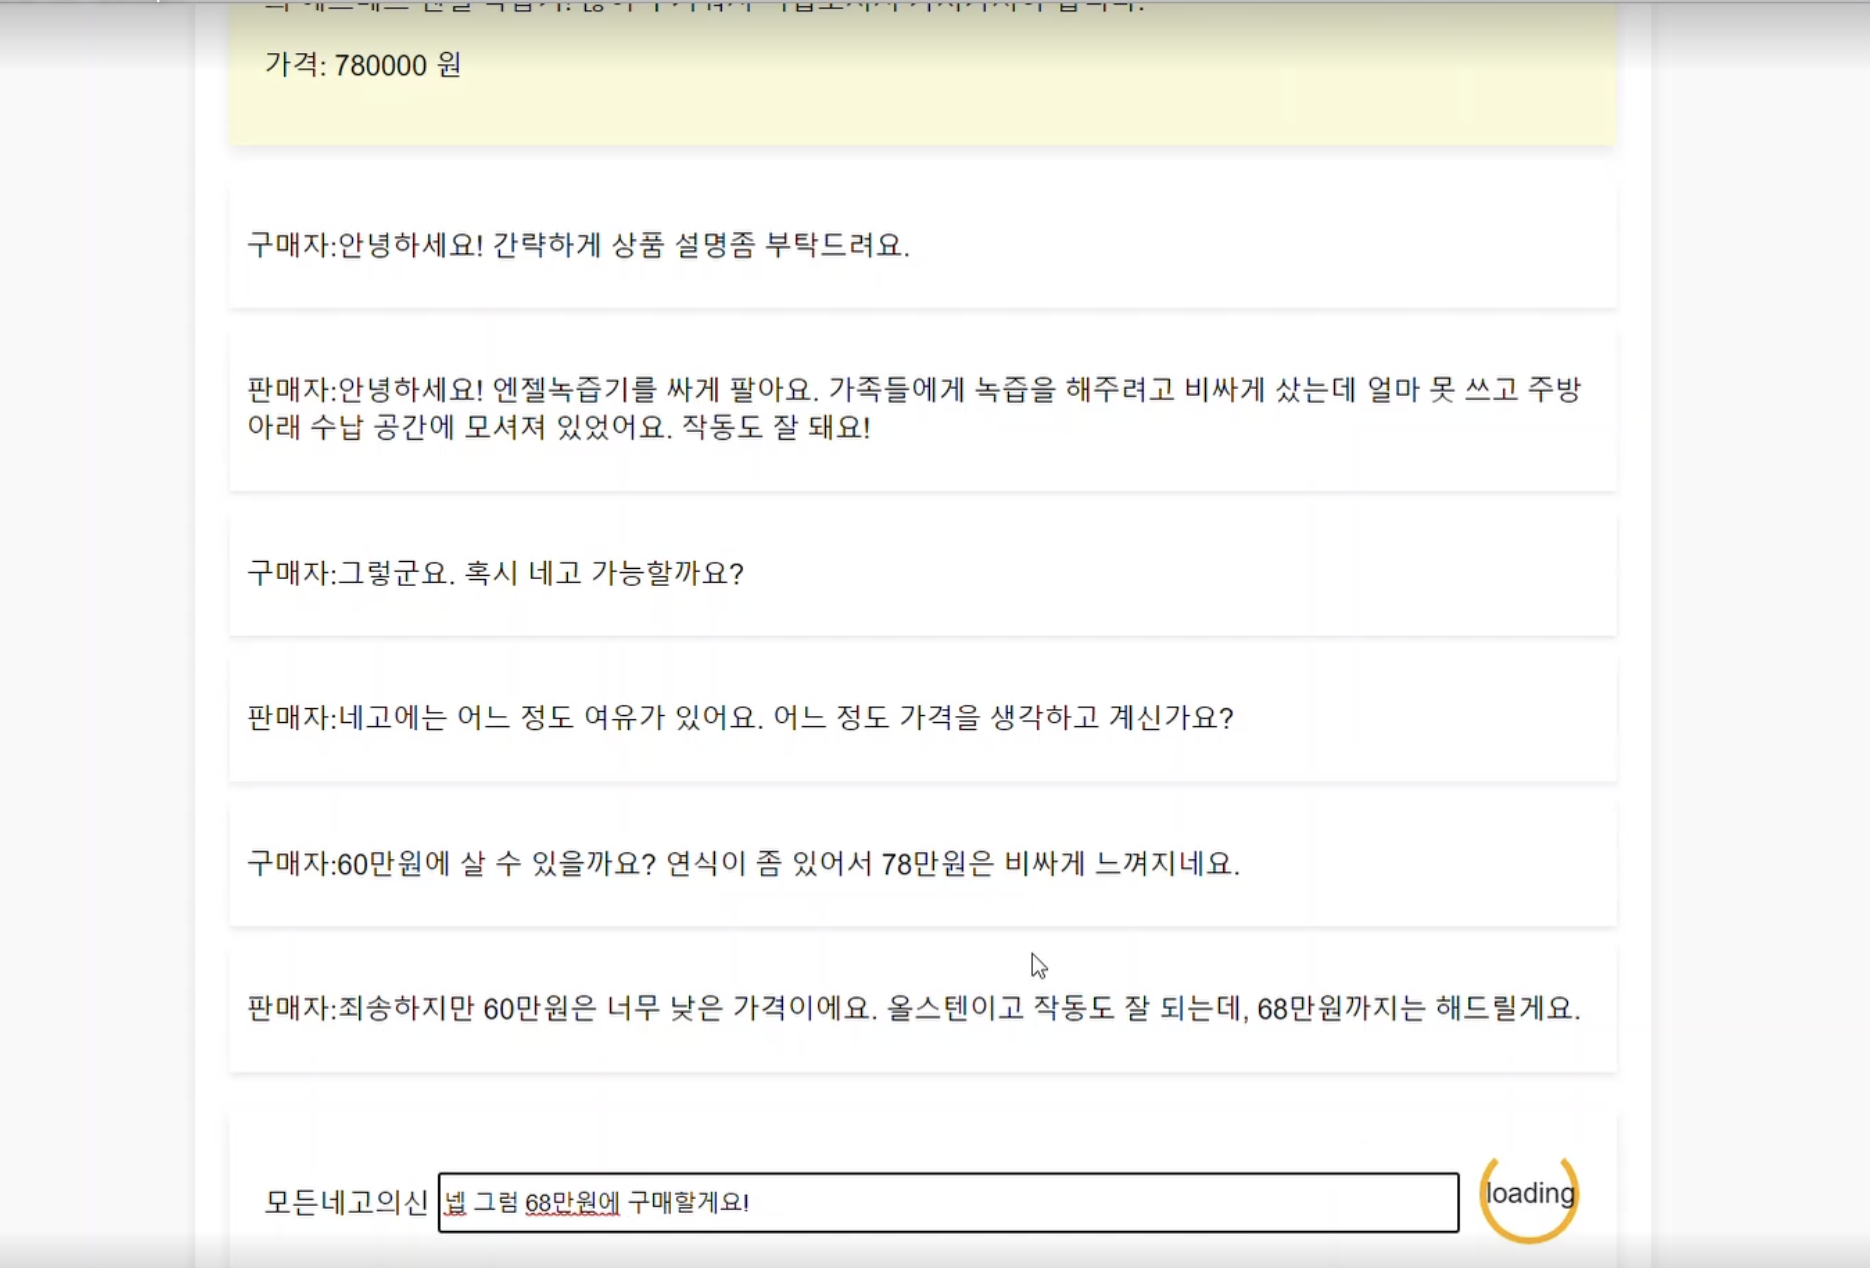 가격: 780000 원
구매자:안녕하세요! 간략하게 상품 설명좀 부탁드려요.
판매자:안녕하세요! 엔젤녹즙기를 싸게 팔아요. 가족들에게 녹즙을 해주려고 비싸게 샀는데 얼마 못 쓰고 주방
아래 수납 공간에 모셔져 있었어요. 작동도 잘 돼요!
구매자:그렇군요. 혹시 네고 가능할까요?
판매자:네고에는 어느 정도 여유가 있어요. 어느 정도 가격을 생각하고 계신가요?
구매자:60만원에 살 수 있을까요? 연식이 좀 있어서 78만원은 비싸게 느껴지네요.
판매자:죄송하지만 60만원은 너무 낮은 가격이에요. 올스텐이고 작동도 잘 되는데, 68만원까지는 해드릴게요.
모든네고의신 넵 그럼 68만원에 구매할게요! loading